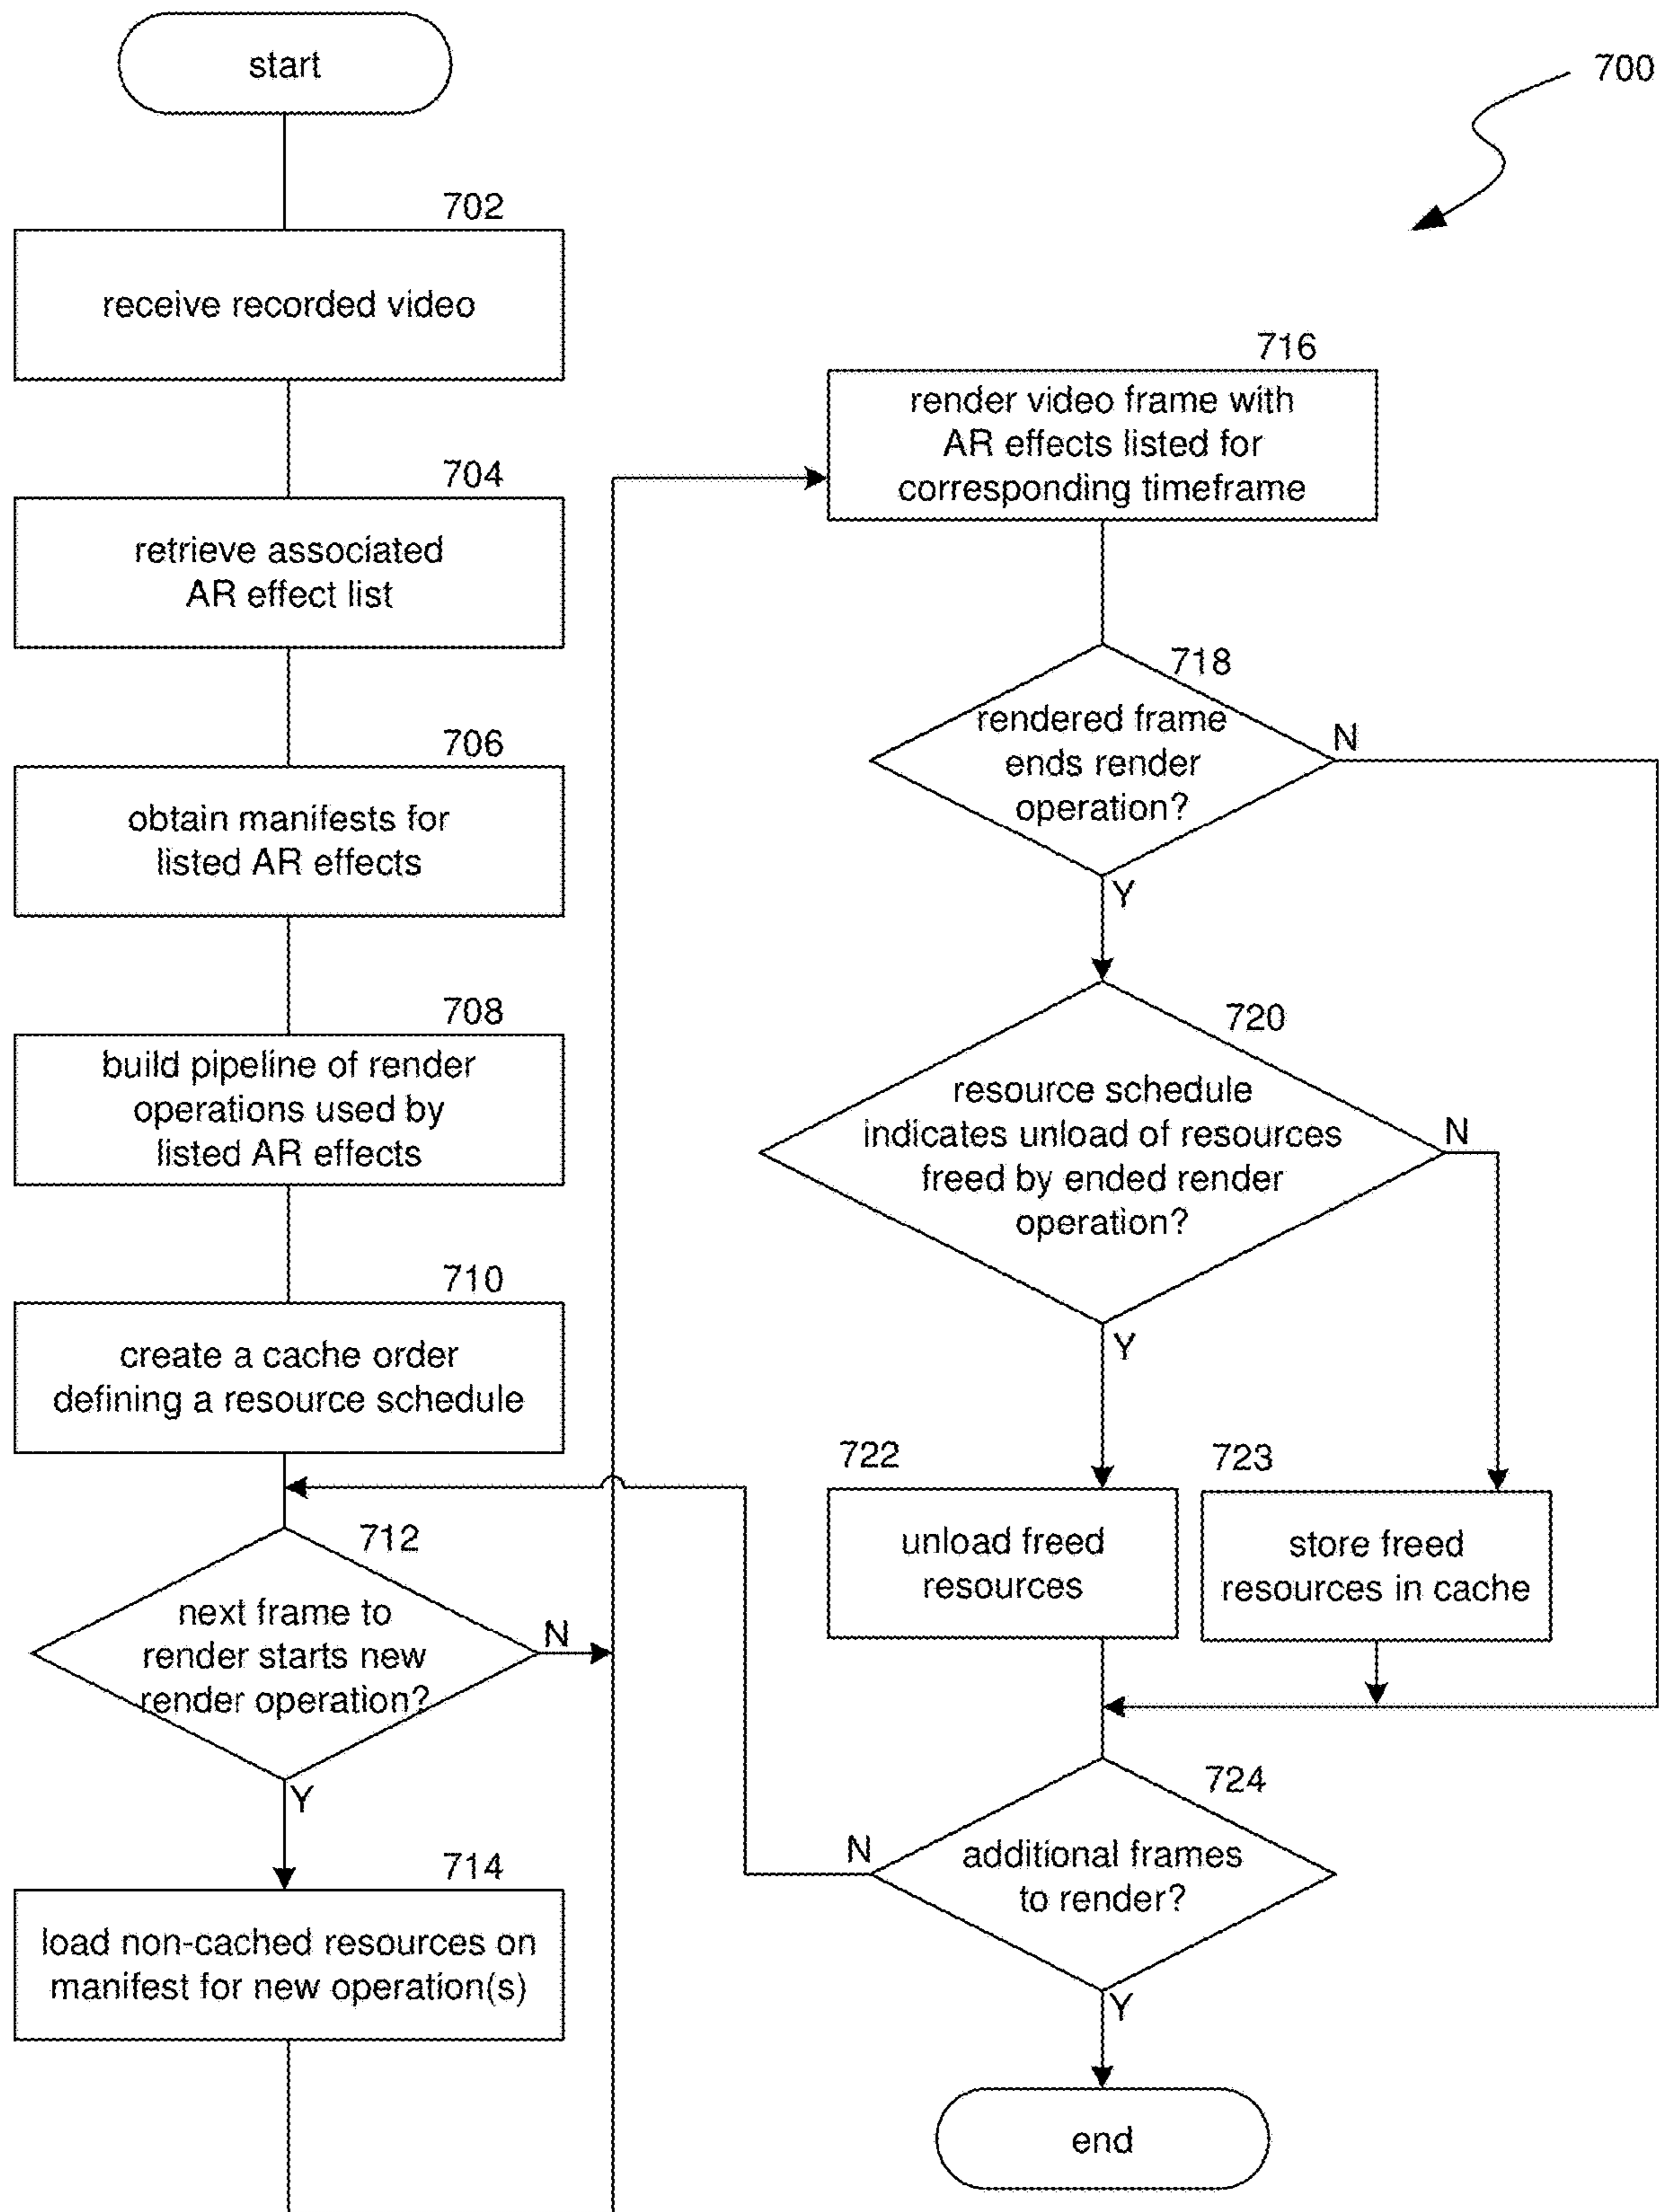 start
700
702
receive recorded video
704
retrieve associated
AR effect list
706
obtain manifests for
listed AR effects
708
build pipeline of render
operations used by
listed AR effects
710
create a cache order
defining a resource schedule
712
next frame to
render starts new
render operation?
N
Y
714
load non-cached resources on
manifest for new operation(s)
716
render video frame with
AR effects listed for
corresponding timeframe
718
rendered frame
ends render
operation?
N
Y
720
resource schedule
indicates unload of resources
freed by ended render
operation?
N
Y
722
unload freed
resources
723
store freed
resources in cache
724
additional frames
to render?
N
Y
end